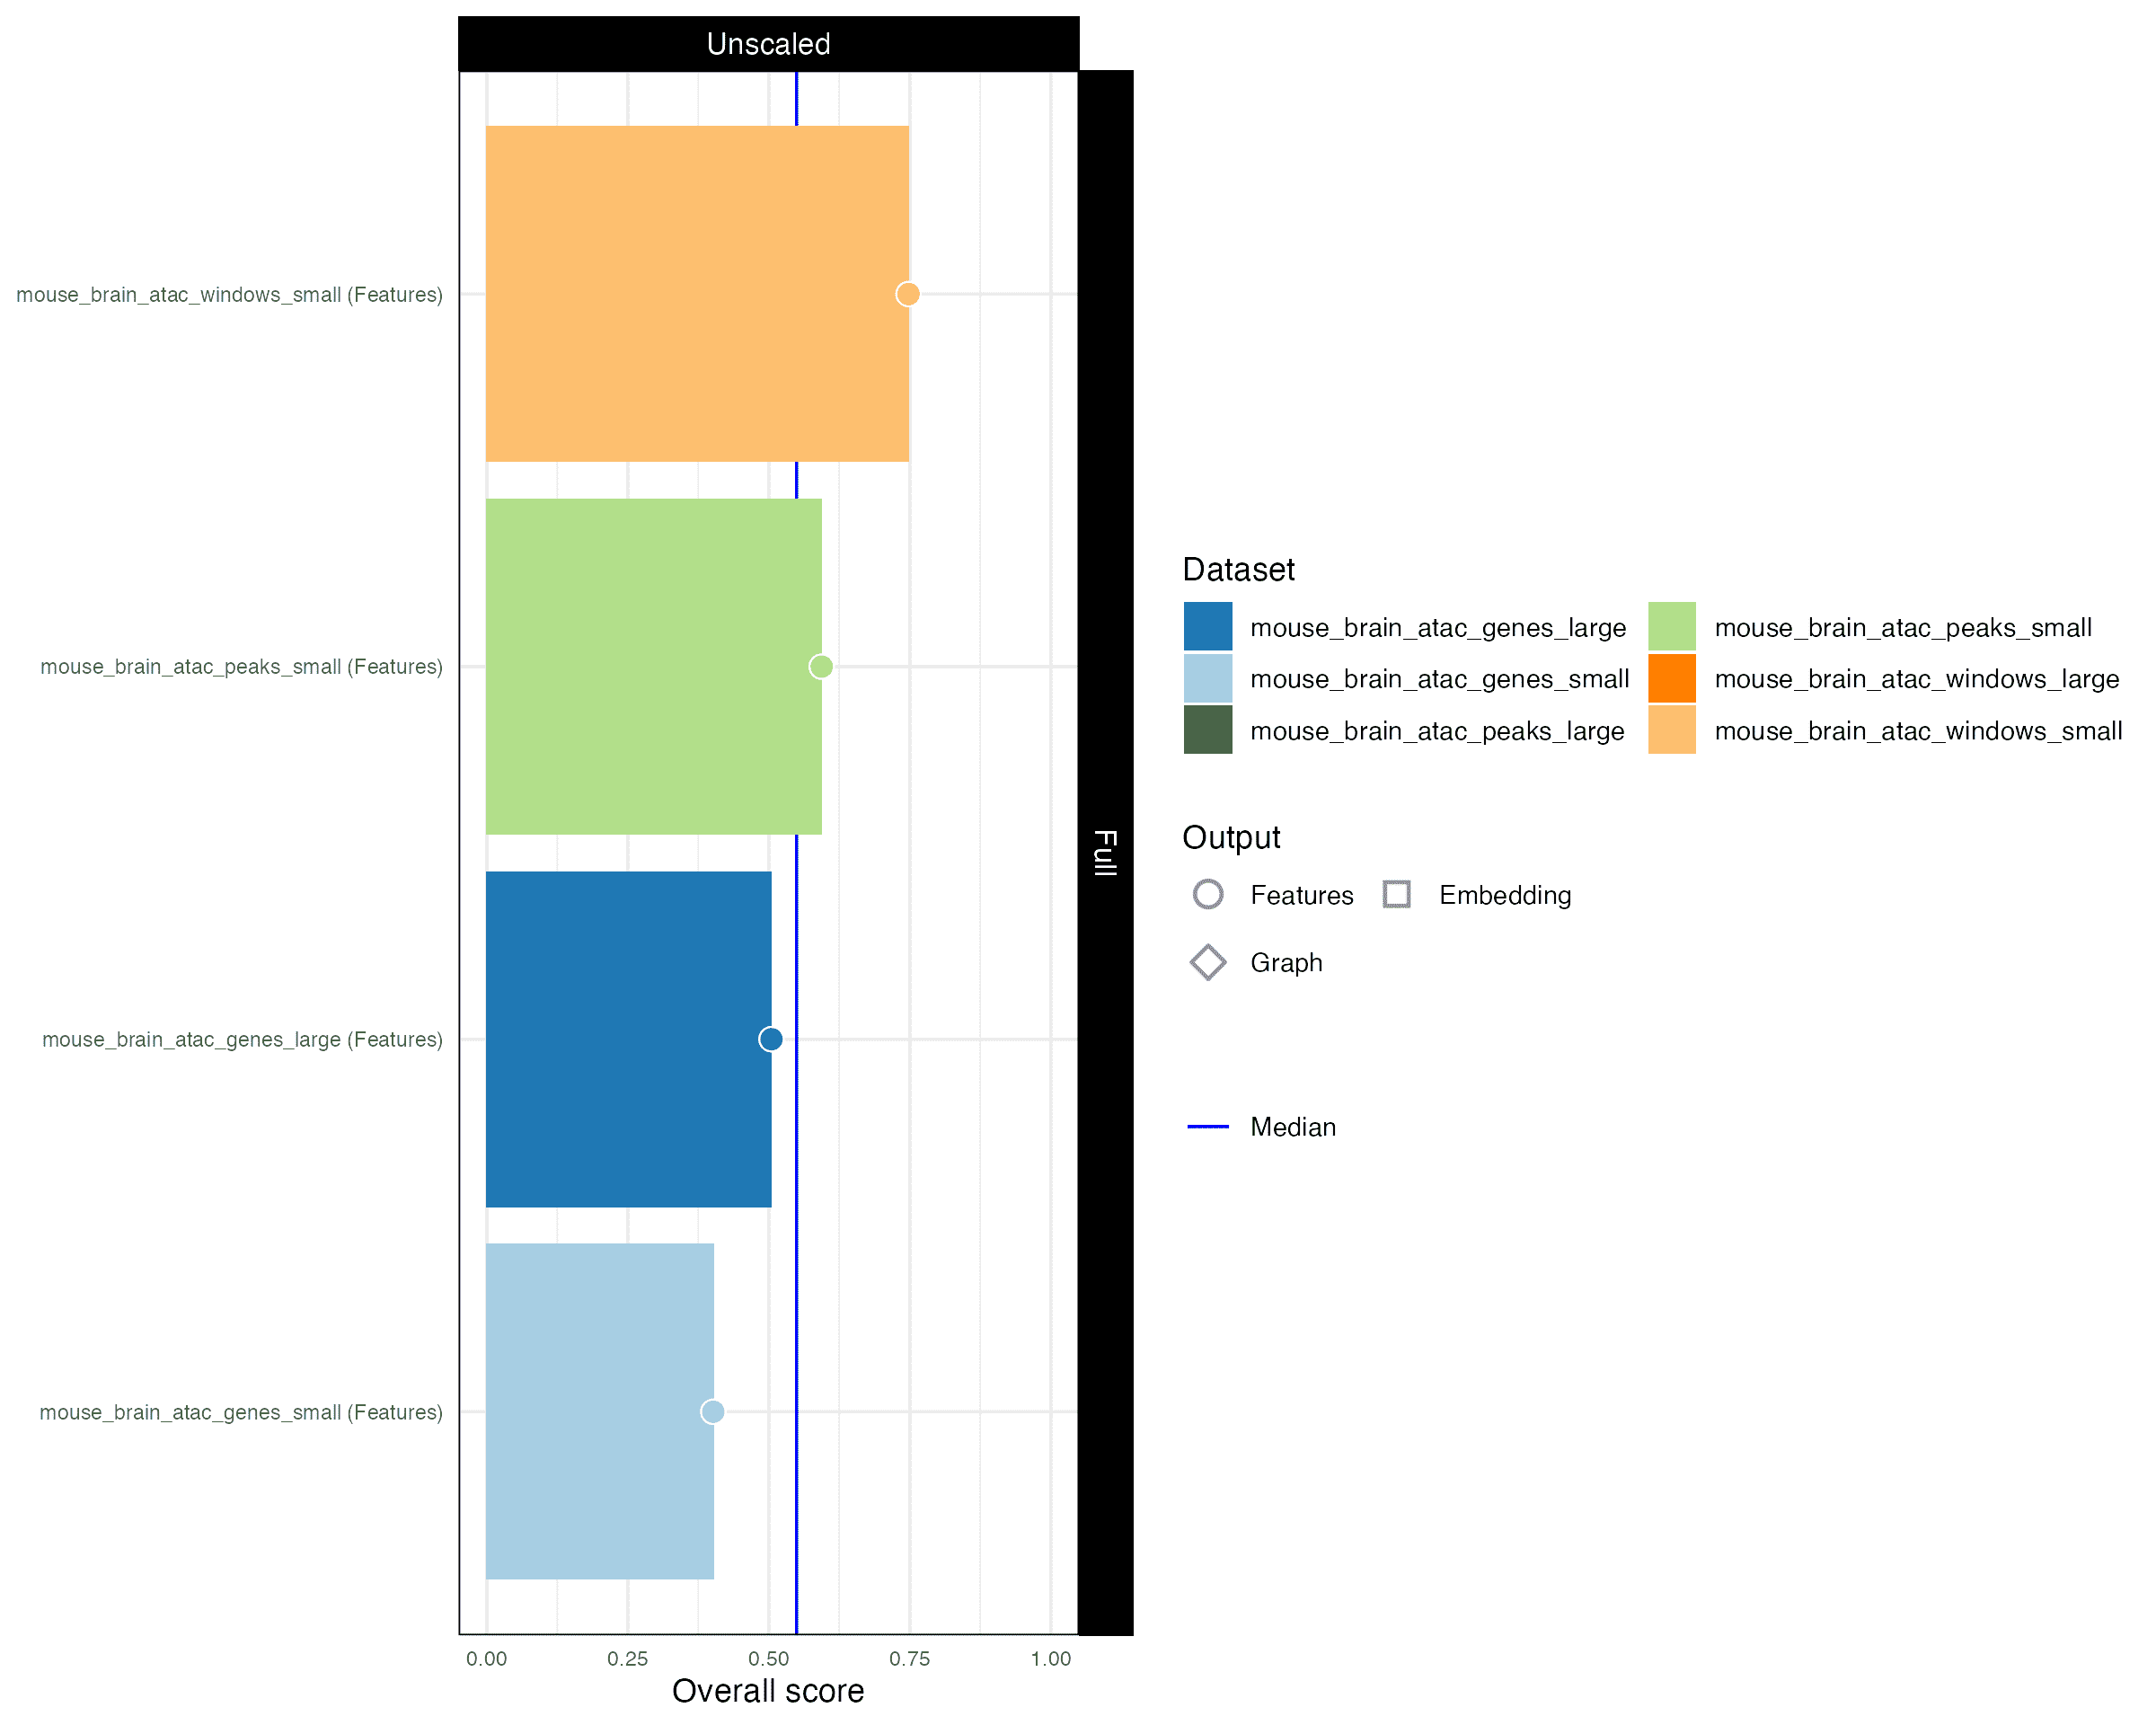 Unscaled
Full
mouse_brain_atac_windows_small (Features)
mouse_brain_atac_peaks_small (Features)
mouse_brain_atac_genes_large (Features)
mouse_brain_atac_genes_small (Features)
0.00 0.25 0.50 0.75 1.00
Overall score
Dataset
mouse_brain_atac_genes_large mouse_brain_atac_peaks_small
mouse_brain_atac_genes_small mouse_brain_atac_windows_large
mouse_brain_atac_peaks_large mouse_brain_atac_windows_small
Output
Features Embedding
Graph
Median